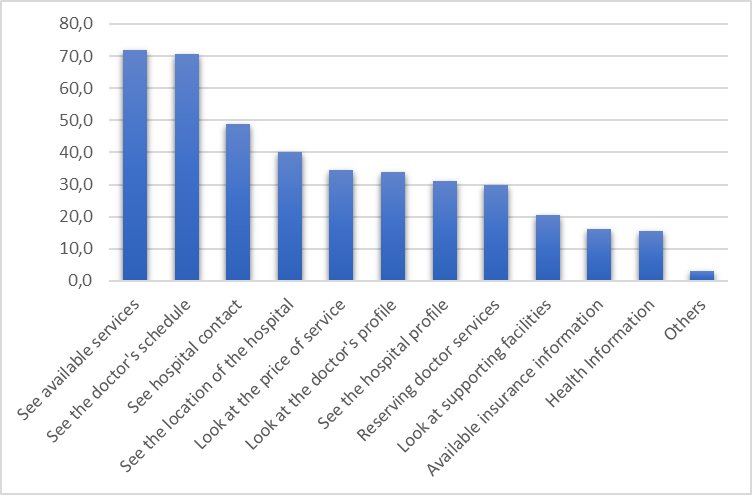 80,0
70,0
60,0
50,0
40,0
30,0
20,0
10,0
0,0
See available services
See the doctor's schedule
See hospital contact
See the location of the hospital
Look at the price of service
Look at the doctor's profile
See the hospital profile
Reserving doctor services
Look at supporting facilities
Available insurance information
Health Information
Others